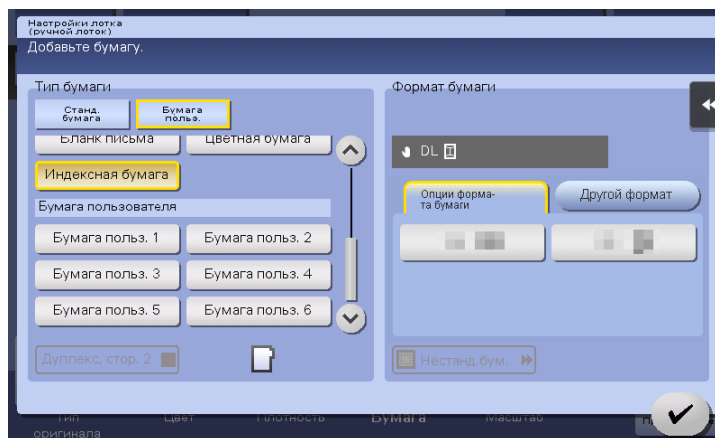 Настройки лотка
(ручной лоток)
Добавьте бумагу.
Тип бумаги
Станд.
бумага
Бумага
польз.
Бланк письма
Цветная бумага
Индексная бумага
Бумага пользователя
Бумага польз. 1
Бумага польз. 2
Бумага польз. 3
Бумага польз. 4
Бумага польз. 5
Бумага польз. 6
Дуплекс, стор. 2
Формат бумаги
DL
Опции форма-
та бумаги
Другой формат
Нестанд.бум.
Тип
оригинала
Цвет
Плотность
Бумага
Масштаб